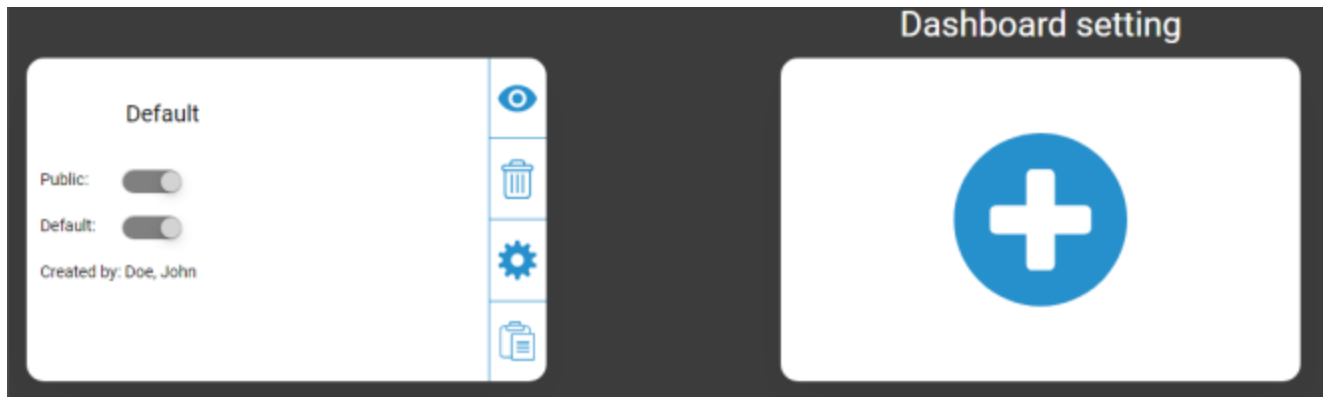 Dashboard setting
Default
Public:
Default:
Created by: Doe, John